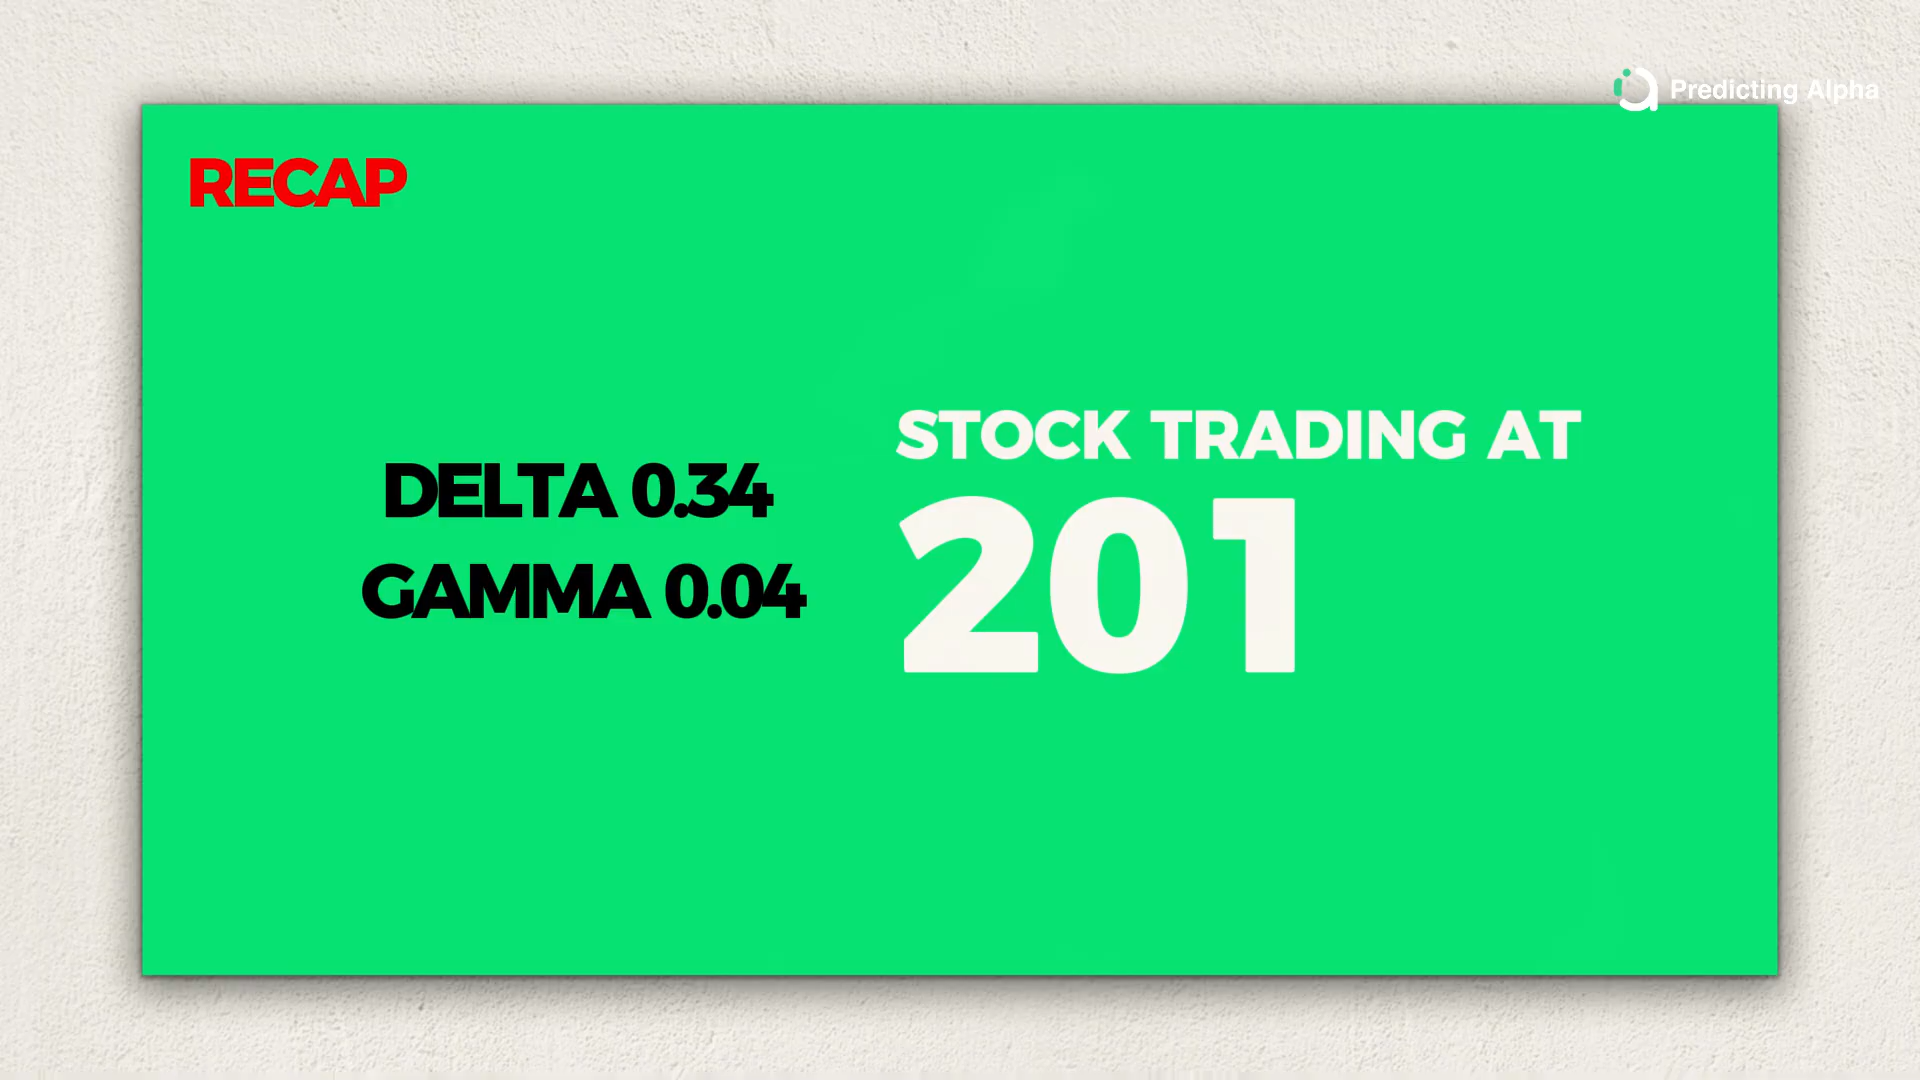 Predicting Alpha
RECAP
DELTA 0.34
GAMMA 0.04
STOCK TRADING AT
201